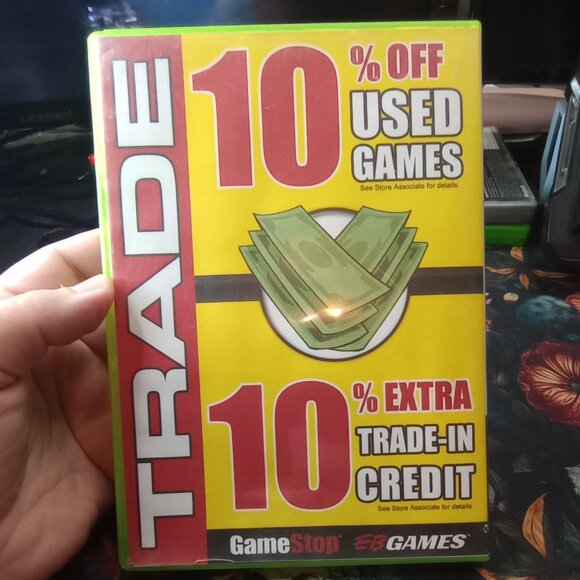 TRADE
10% OFF
USED
GAMES
See Store Associate for details.
10% EXTRA
TRADE-IN
CREDIT
See Store Associate for details.
GameStop EB GAMES
element